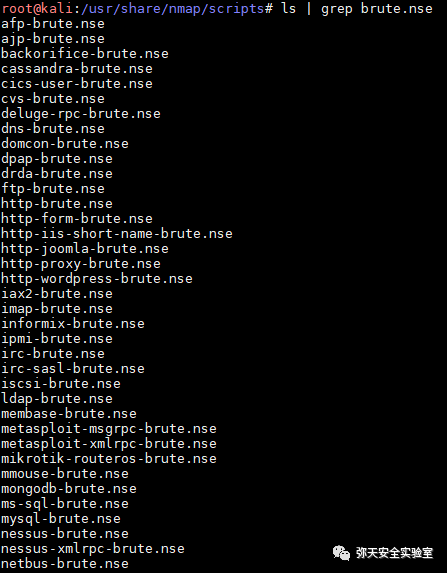 root@kali:/usr/share/nmap/scripts# ls | grep brute.nse
afp-brute.nse
ajp-brute.nse
backorifice-brute.nse
cassandra-brute.nse
cics-user-brute.nse
cvs-brute.nse
deluge-rpc-brute.nse
dns-brute.nse
domcon-brute.nse
dpap-brute.nse
drda-brute.nse
ftp-brute.nse
http-brute.nse
http-form-brute.nse
http-iis-short-name-brute.nse
http-joomla-brute.nse
http-proxy-brute.nse
http-wordpress-brute.nse
iax2-brute.nse
imap-brute.nse
informix-brute.nse
ipmi-brute.nse
irc-brute.nse
irc-sasl-brute.nse
iscsi-brute.nse
ldap-brute.nse
membase-brute.nse
metasploit-msgrpc-brute.nse
metasploit-xmlrpc-brute.nse
mikrotik-routeros-brute.nse
mmouse-brute.nse
mongodb-brute.nse
ms-sql-brute.nse
mysql-brute.nse
nessus-brute.nse
nessus-xmlrpc-brute.nse
netbus-brute.nse
弥天安全实验室